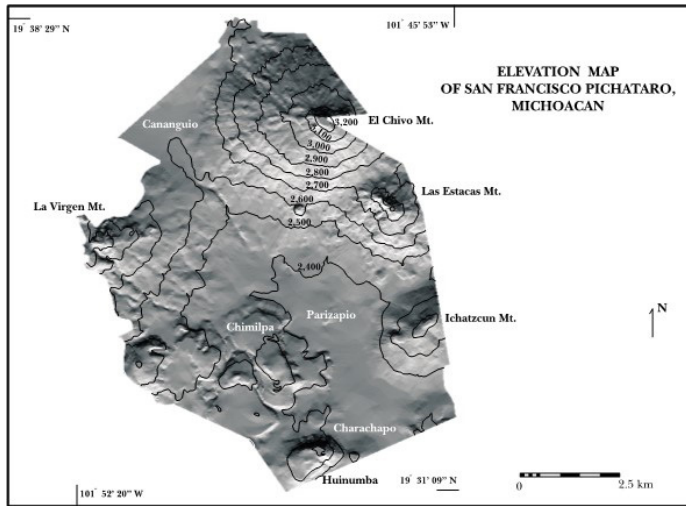 19° 38' 29" N
101° 45' 53" W
ELEVATION MAP
OF SAN FRANCISCO PICHATARO,
MICHOACAN
Cananguio
El Chivo Mt.
3,200
3,100
3,000
2,900
2,800
2,700
2,600
2,500
Las Estacas Mt.
La Virgen Mt.
2,400
Chimilpa
Parizapio
Ichatzcun Mt.
N
Charachapo
Huinumba
19° 31' 09" N
101° 52' 20" W
0
2.5 km